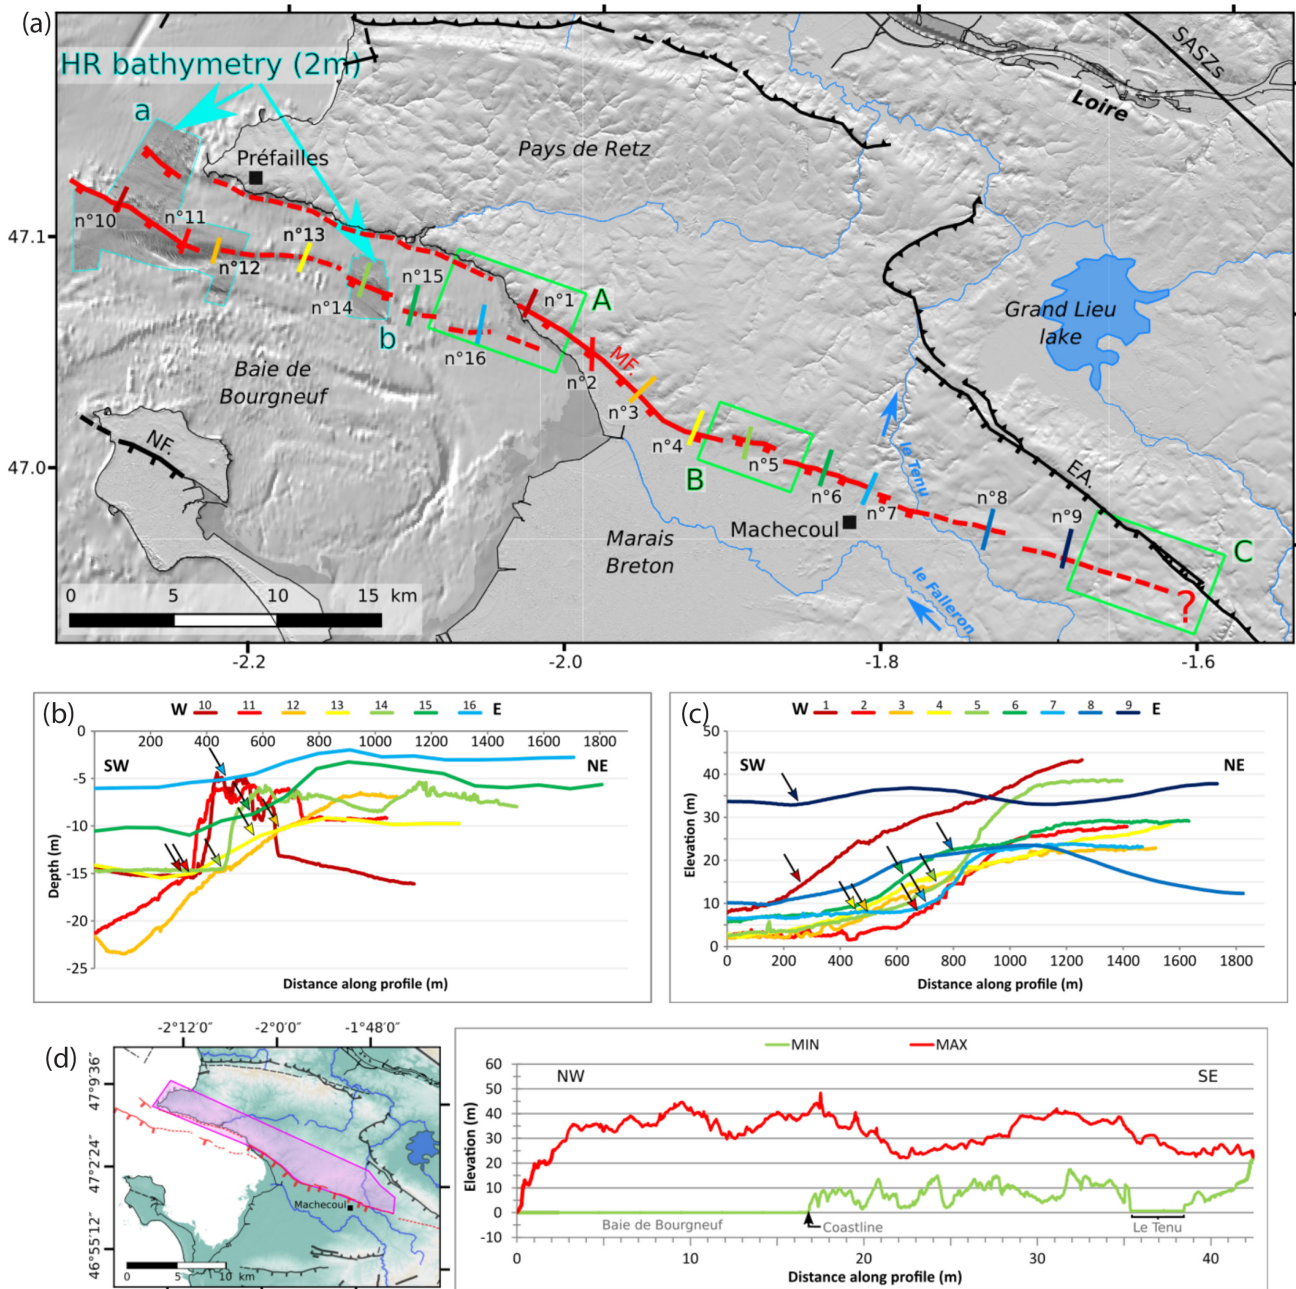 (a)
HR bathymetry (2m)
a
SASZs
Loire
Préfailles
Pays de Retz
n°10
n°11
n°12
n°13
n°14
n°15
n°16
b
n°1
A
MF.
n°2
n°3
n°4
n°5
B
n°6
n°7
n°8
n°9
C
?
EA.
Grand Lieu
lake
le Tenu
Machecoul
Marais
Breton
le Falleron
Baie de
Bourgneuf
NF.
47.1
47.0
0 5 10 15 km
-2.2 -2.0 -1.8 -1.6
(b)
W 10 11 12 13 14 15 16 E
0
200 400 600 800 1000 1200 1400 1600 1800
SW NE
-5
-10
-15
-20
-25
Depth (m)
Distance along profile (m)
(c)
W 1 2 3 4 5 6 7 8 9 E
50
40
30
20
10
0
SW NE
Elevation (m)
0 200 400 600 800 1000 1200 1400 1600 1800
Distance along profile (m)
(d)
-2°12'0" -2°0'0" -1°48'0"
47°9'36"
47°2'24"
46°55'12"
Machecoul
0 5 10 km
MIN MAX
60
50
40
30
20
10
0
-10
NW SE
Elevation (m)
Baie de Bourgneuf
Coastline
Le Tenu
0 10 20 30 40
Distance along profile (m)